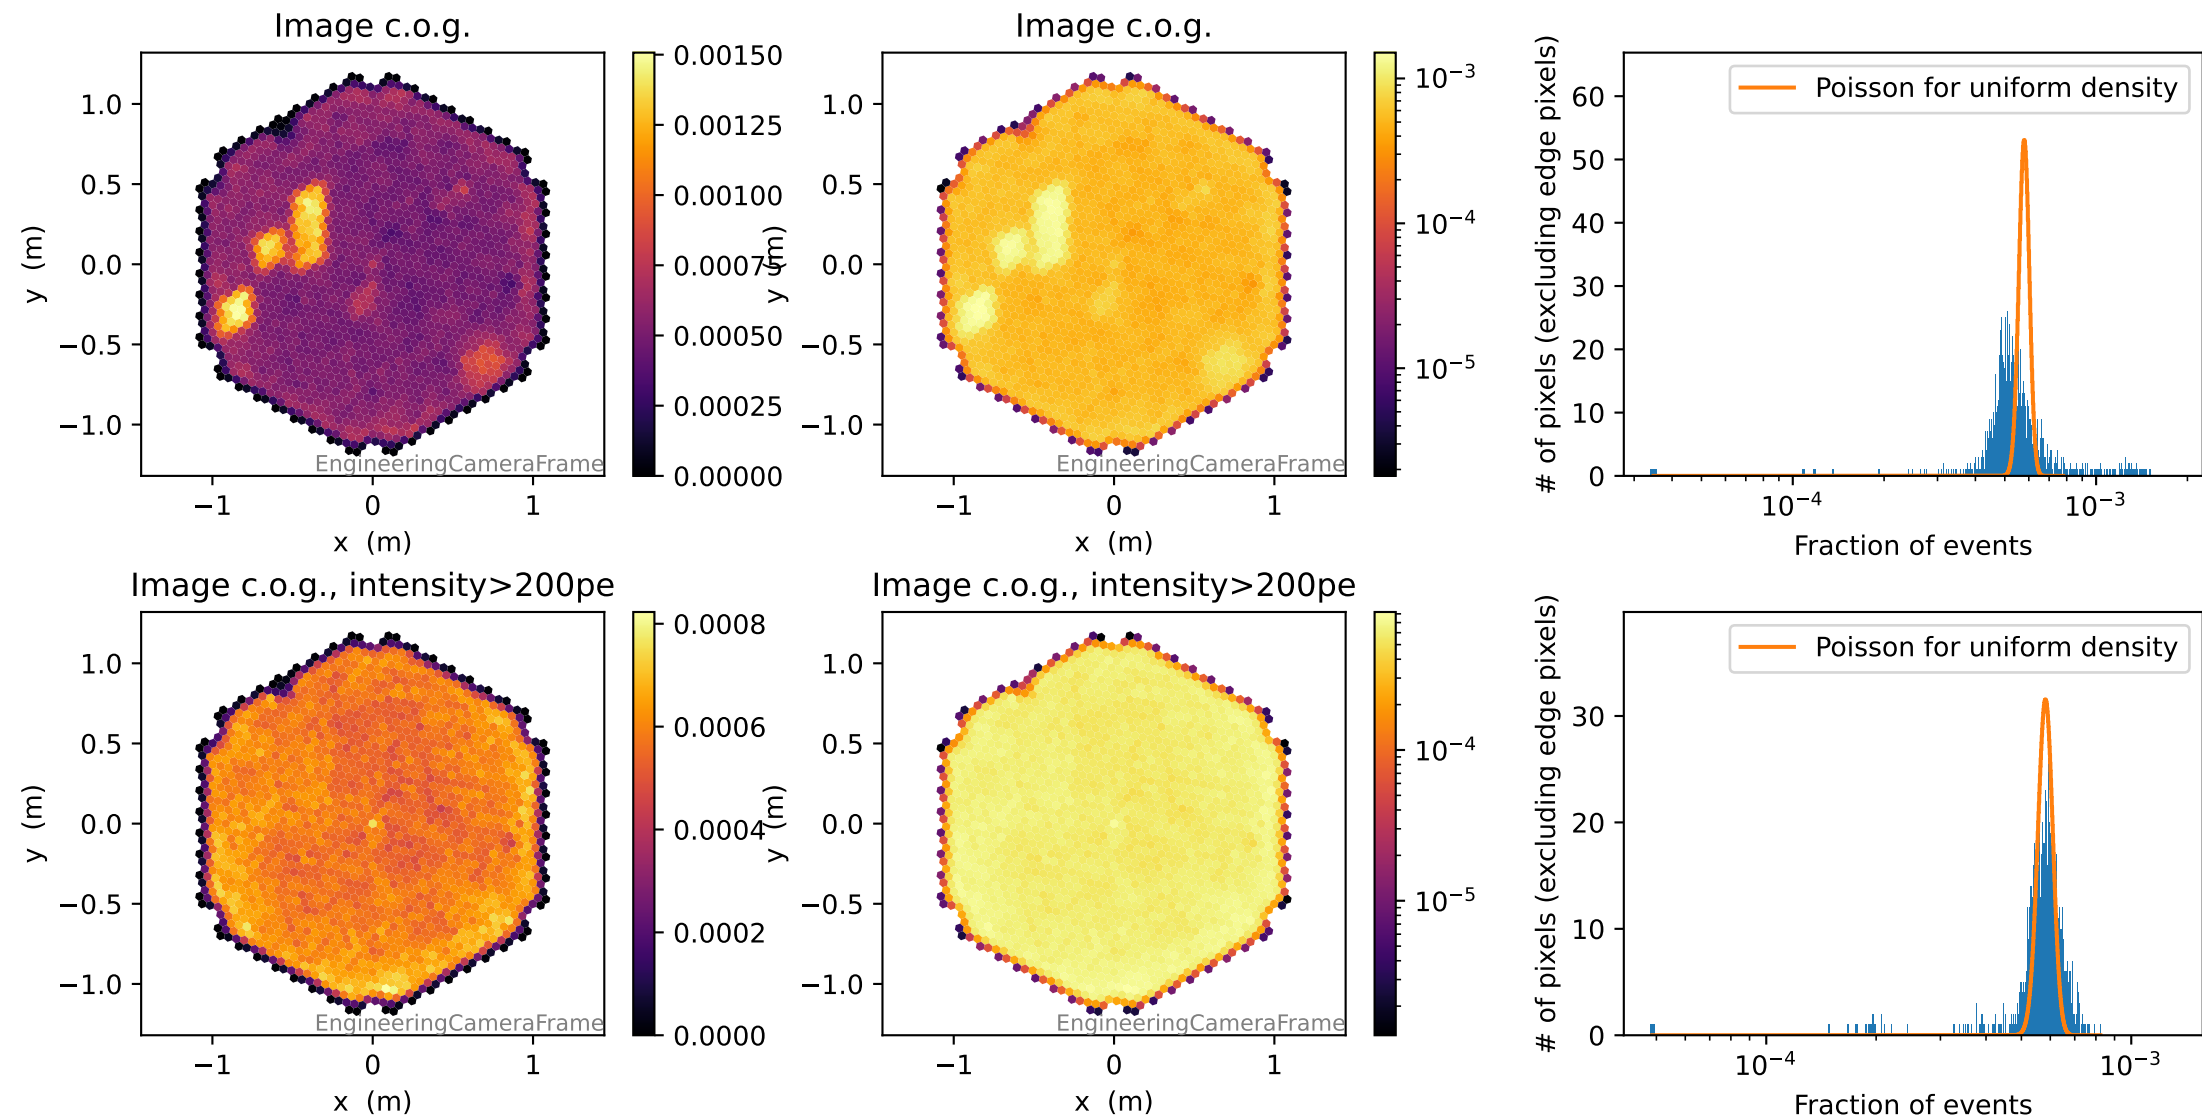 Image c.o.g.
1.0
0.5
0.0
−0.5
−1.0
y (m)
−1
0
1
x (m)
EngineeringCameraFrame
0.00150
0.00125
0.00100
0.00050
0.00025
0.00000
Image c.o.g.
1.0
0.5
0.0
−0.5
−1.0
y (m)
−1
0
1
x (m)
EngineeringCameraFrame
10⁻³
10⁻⁴
10⁻⁵
# of pixels (excluding edge pixels)
60
50
40
30
20
10
0
Poisson for uniform density
10⁻⁴
10⁻³
Fraction of events
Image c.o.g., intensity>200pe
1.0
0.5
0.0
−0.5
−1.0
y (m)
−1
0
1
x (m)
EngineeringCameraFrame
0.0008
0.0006
0.0004
0.0002
0.0000
Image c.o.g., intensity>200pe
1.0
0.5
0.0
−0.5
−1.0
y (m)
−1
0
1
x (m)
EngineeringCameraFrame
10⁻⁴
10⁻⁵
# of pixels (excluding edge pixels)
30
20
10
0
Poisson for uniform density
10⁻⁴
10⁻³
Fraction of events